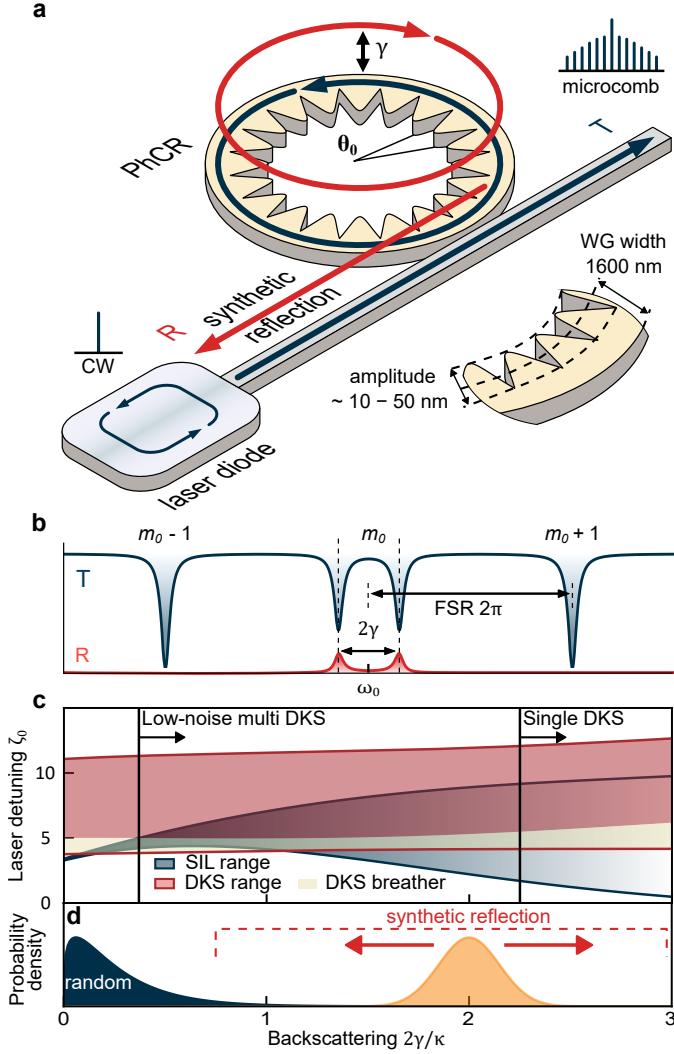 a
γ
microcomb
PhCR
θ₀
T
WG width
1600 nm
synthetic
reflection
R
CW
amplitude
~ 10 − 50 nm
laser diode
b
m₀ - 1
m₀
m₀ + 1
T
FSR 2π
2γ
R
ω₀
c
Low-noise multi DKS
Single DKS
Laser detuning ζ₀
10
5
0
SIL range
DKS range
DKS breather
d
synthetic reflection
Probability
density
random
0
1
2
3
Backscattering 2γ/κ